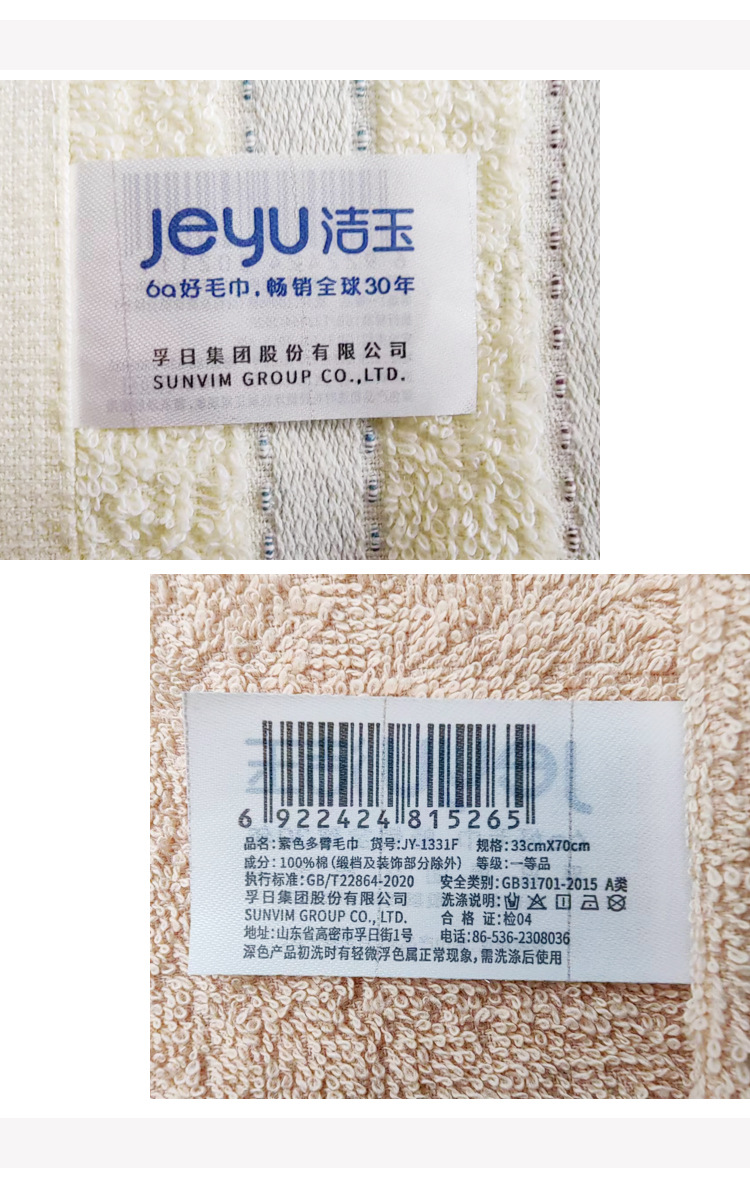 jeyu 洁玉
6a好毛巾，畅销全球30年
孚日集团股份有限公司
SUNVIM GROUP CO.,LTD.
6 922424 815265
品名：素色多臂毛巾 货号：JY-1331F 规格：33cmX70cm
成分：100%棉（缎档及装饰部分除外） 等级：一等品
执行标准：GB/T22864-2020 安全类别：GB31701-2015 A类
孚日集团股份有限公司 洗涤说明：
SUNVIM GROUP CO., LTD. 合 格 证：检04
地址：山东省高密市孚日街1号 电话：86-536-2308036
深色产品初洗时有轻微浮色属正常现象，需洗涤后使用